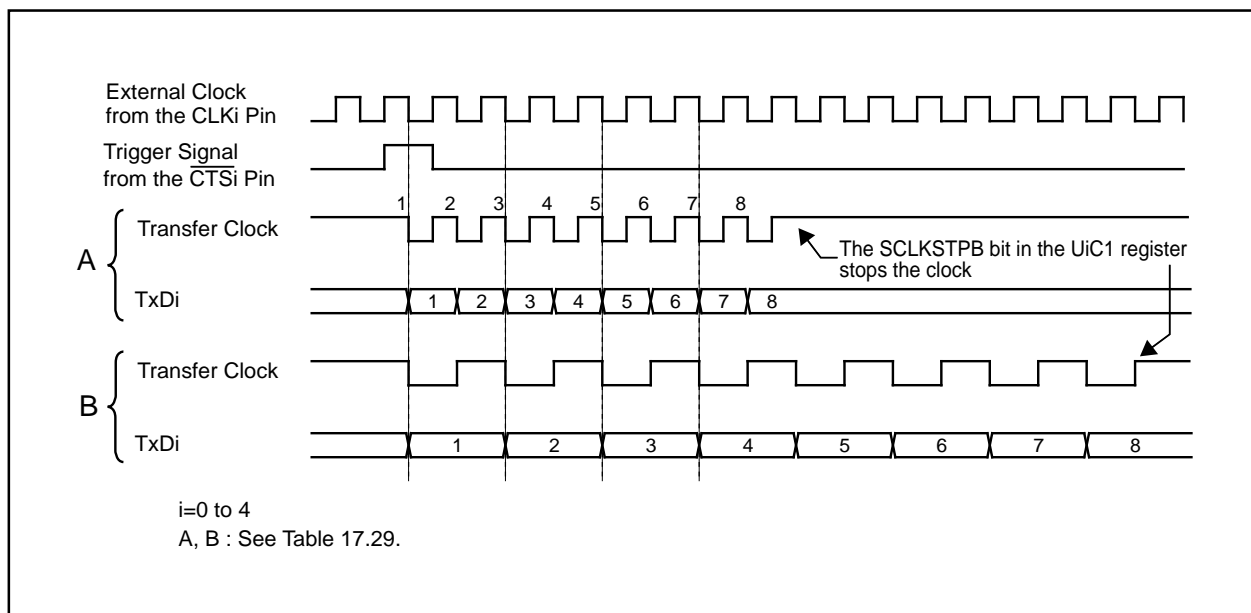 External Clock
from the CLKi Pin
Trigger Signal
from the CTSi Pin
1 2 3 4 5 6 7 8
A
Transfer Clock
The SCLKSTPB bit in the UiC1 register
stops the clock
TxDi
1 2 3 4 5 6 7 8
B
Transfer Clock
TxDi
1 2 3 4 5 6 7 8
i=0 to 4
A, B : See Table 17.29.